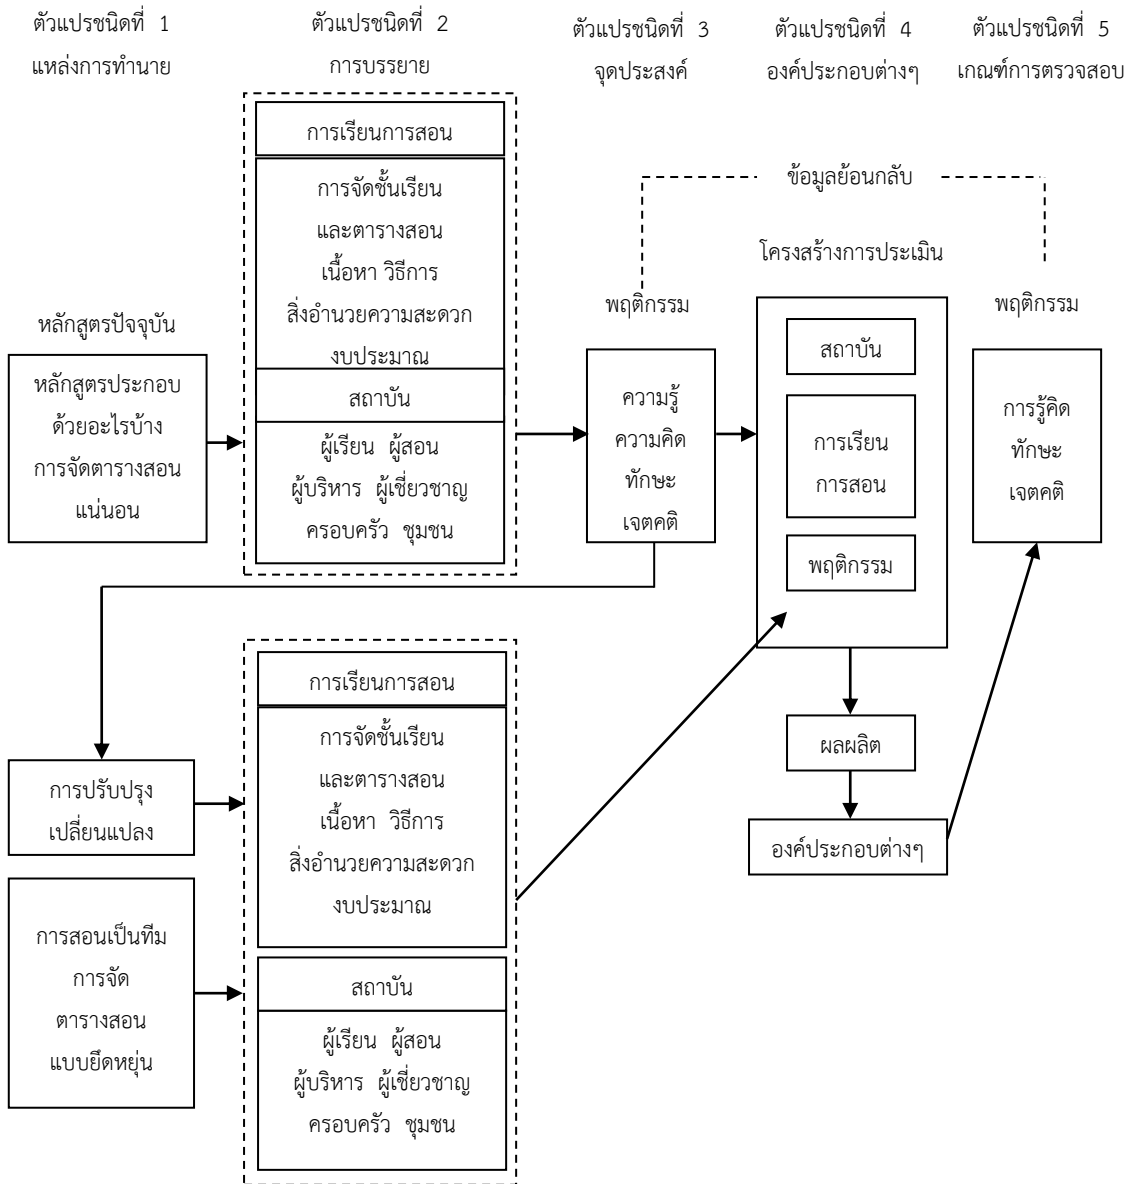 ตัวแปรชนิดที่ 1
แหล่งการทำนาย
ตัวแปรชนิดที่ 2
การบรรยาย
ตัวแปรชนิดที่ 3
จุดประสงค์
ตัวแปรชนิดที่ 4
องค์ประกอบต่างๆ
ตัวแปรชนิดที่ 5
เกณฑ์การตรวจสอบ
หลักสูตรปัจจุบัน
หลักสูตรประกอบ
ด้วยอะไรบ้าง
การจัดตารางสอน
แน่นอน
การเรียนการสอน
การจัดชั้นเรียน
และตารางสอน
เนื้อหา วิธีการ
สิ่งอำนวยความสะดวก
งบประมาณ
สถาบัน
ผู้เรียน ผู้สอน
ผู้บริหาร ผู้เชี่ยวชาญ
ครอบครัว ชุมชน
ข้อมูลย้อนกลับ
พฤติกรรม
ความรู้
ความคิด
ทักษะ
เจตคติ
โครงสร้างการประเมิน
สถาบัน
การเรียน
การสอน
พฤติกรรม
ผลผลิต
องค์ประกอบต่างๆ
พฤติกรรม
การรู้คิด
ทักษะ
เจตคติ
การปรับปรุง
เปลี่ยนแปลง
การสอนเป็นทีม
การจัด
ตารางสอน
แบบยึดหยุ่น
การเรียนการสอน
การจัดชั้นเรียน
และตารางสอน
เนื้อหา วิธีการ
สิ่งอำนวยความสะดวก
งบประมาณ
สถาบัน
ผู้เรียน ผู้สอน
ผู้บริหาร ผู้เชี่ยวชาญ
ครอบครัว ชุมชน